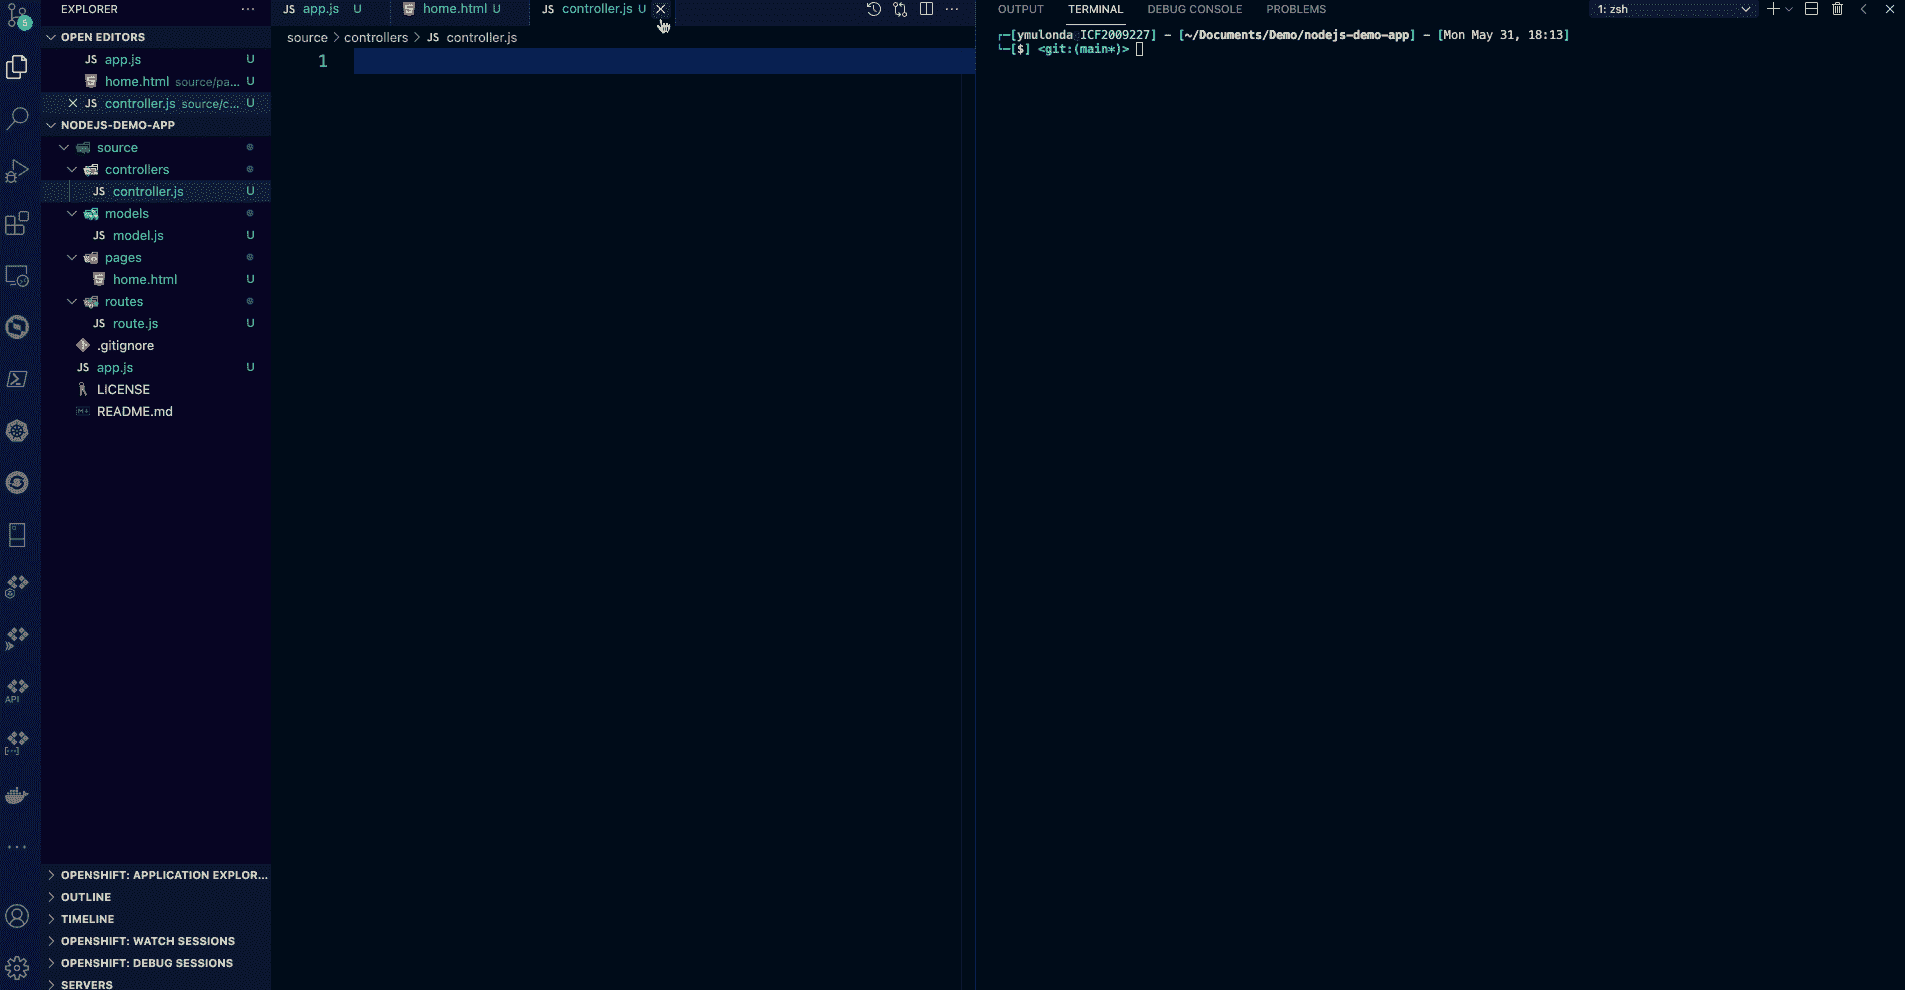 EXPLORER
OPEN EDITORS
JS app.js U
home.html source/pa... U
JS controller.js source/c... U
NODEJS-DEMO-APP
source
controllers
JS controller.js U
models
JS model.js U
pages
home.html U
routes
JS route.js U
.gitignore
JS app.js U
LICENSE
README.md
OPENSHIFT: APPLICATION EXPLOR...
OUTLINE
TIMELINE
OPENSHIFT: WATCH SESSIONS
OPENSHIFT: DEBUG SESSIONS
SERVERS
5
API
JS app.js U
home.html U
JS controller.js U
source > controllers > JS controller.js
1
OUTPUT TERMINAL DEBUG CONSOLE PROBLEMS
1: zsh
[ymulonda ICF2009227] - [~/Documents/Demo/nodejs-demo-app] - [Mon May 31, 18:13]
[$] <git:(main*)>